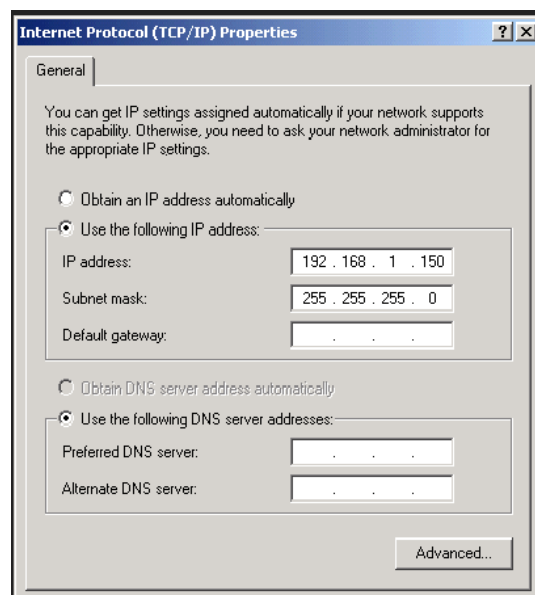 Internet Protocol (TCP/IP) Properties
General
You can get IP settings assigned automatically if your network supports
this capability. Otherwise, you need to ask your network administrator for
the appropriate IP settings.
Obtain an IP address automatically
Use the following IP address:
IP address: 192 . 168 . 1 . 150
Subnet mask: 255 . 255 . 255 . 0
Default gateway: . . .
Obtain DNS server address automatically
Use the following DNS server addresses:
Preferred DNS server: . . .
Alternate DNS server: . . .
Advanced...